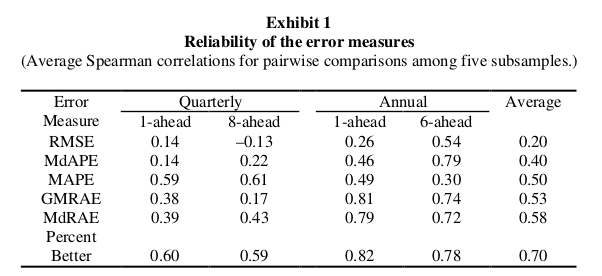 Exhibit 1
Reliability of the error measures
(Average Spearman correlations for pairwise comparisons among five subsamples.)
Error Quarterly Annual Average
Measure 1-ahead 8-ahead 1-ahead 6-ahead
RMSE 0.14 –0.13 0.26 0.54 0.20
MdAPE 0.14 0.22 0.46 0.79 0.40
MAPE 0.59 0.61 0.49 0.30 0.50
GMRAE 0.38 0.17 0.81 0.74 0.53
MdRAE 0.39 0.43 0.79 0.72 0.58
Percent
Better 0.60 0.59 0.82 0.78 0.70